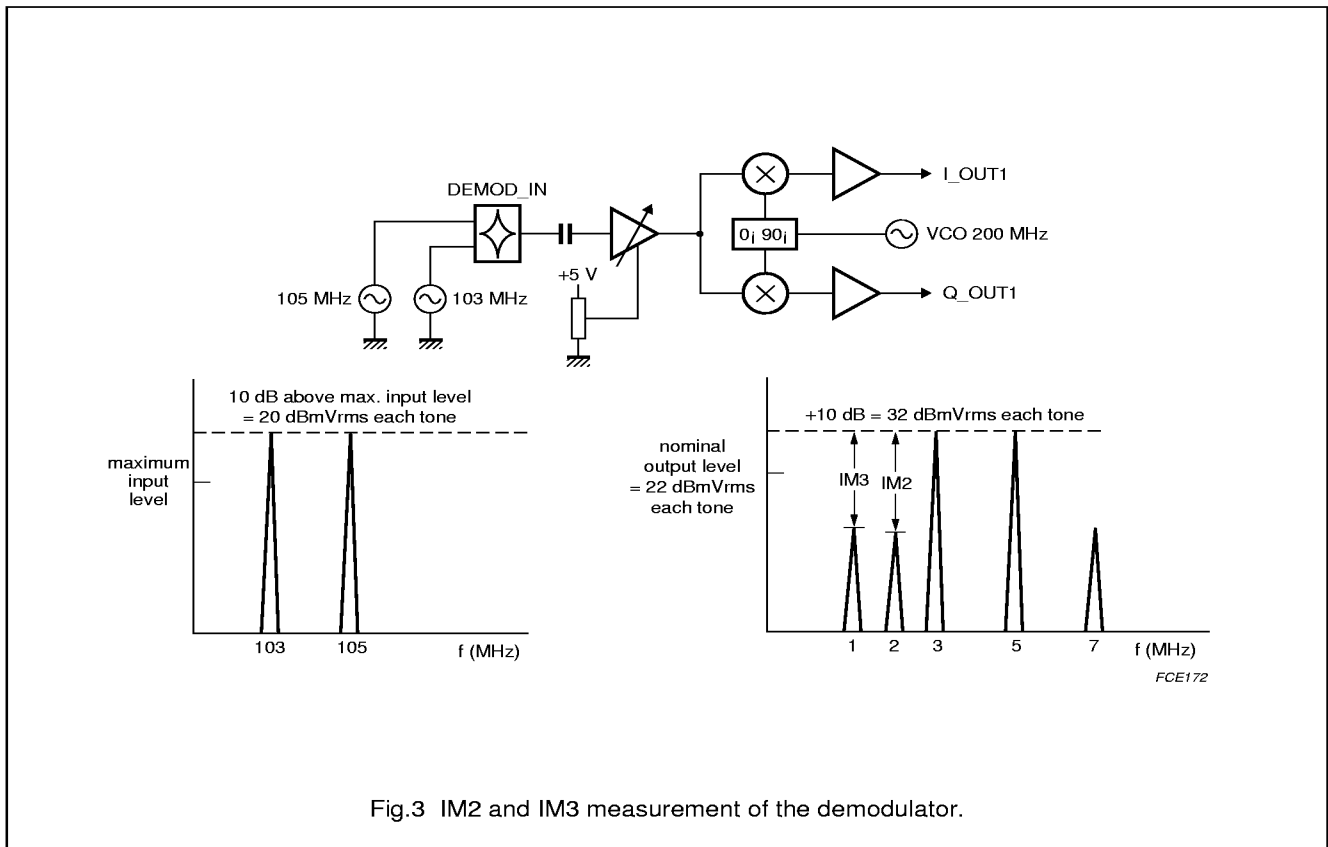 DEMOD_IN
I_OUT1
0¡ 90¡
VCO 200 MHz
+5 V
105 MHz
103 MHz
Q_OUT1
10 dB above max. input level
= 20 dBmVrms each tone
maximum
input
level
103
105
f (MHz)
+10 dB = 32 dBmVrms each tone
nominal
output level
= 22 dBmVrms
each tone
IM3
IM2
1
2
3
5
7
f (MHz)
FCE172
Fig.3 IM2 and IM3 measurement of the demodulator.